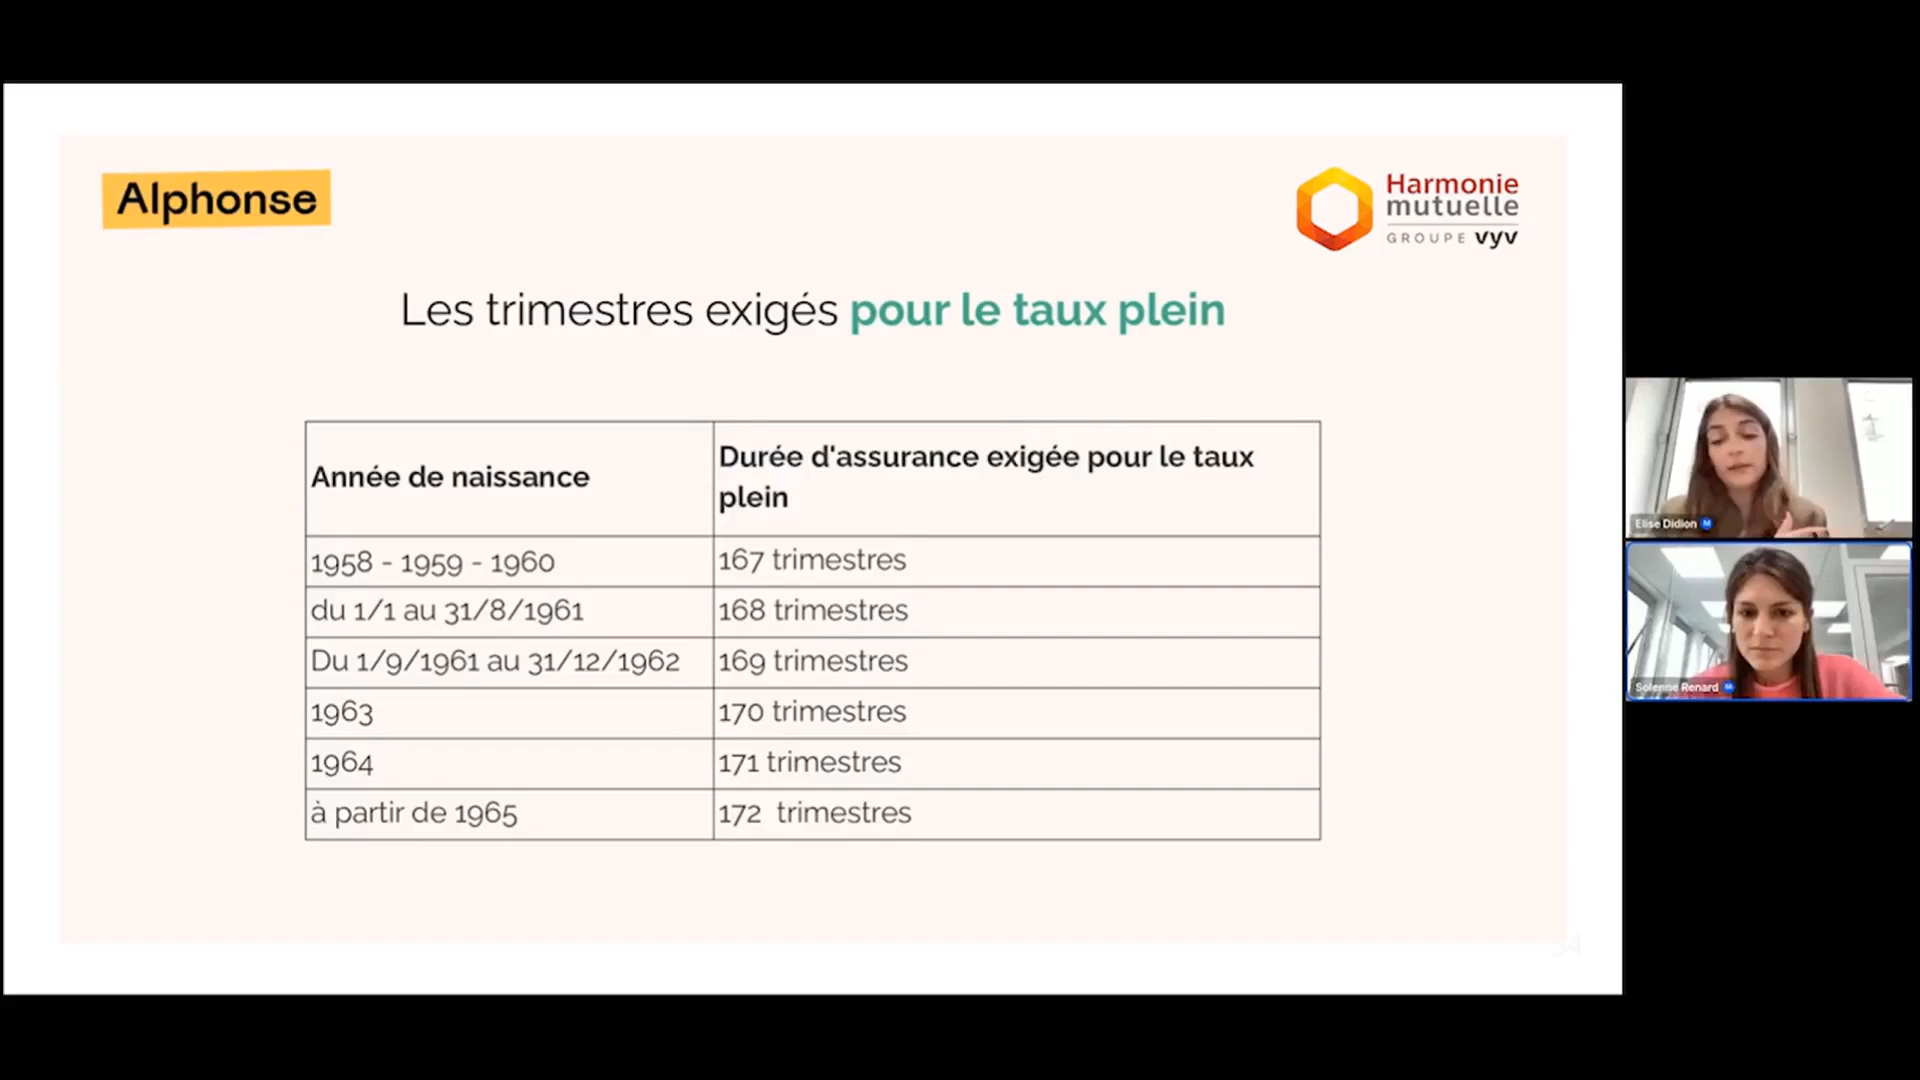 Alphonse
Harmonie
mutuelle
GROUPE vyv
Les trimestres exigés pour le taux plein
Année de naissance
Durée d'assurance exigée pour le taux
plein
1958 - 1959 - 1960
167 trimestres
du 1/1 au 31/8/1961
168 trimestres
Du 1/9/1961 au 31/12/1962
169 trimestres
1963
170 trimestres
1964
171 trimestres
à partir de 1965
172 trimestres
34
Elise Didion
Solenne Renard